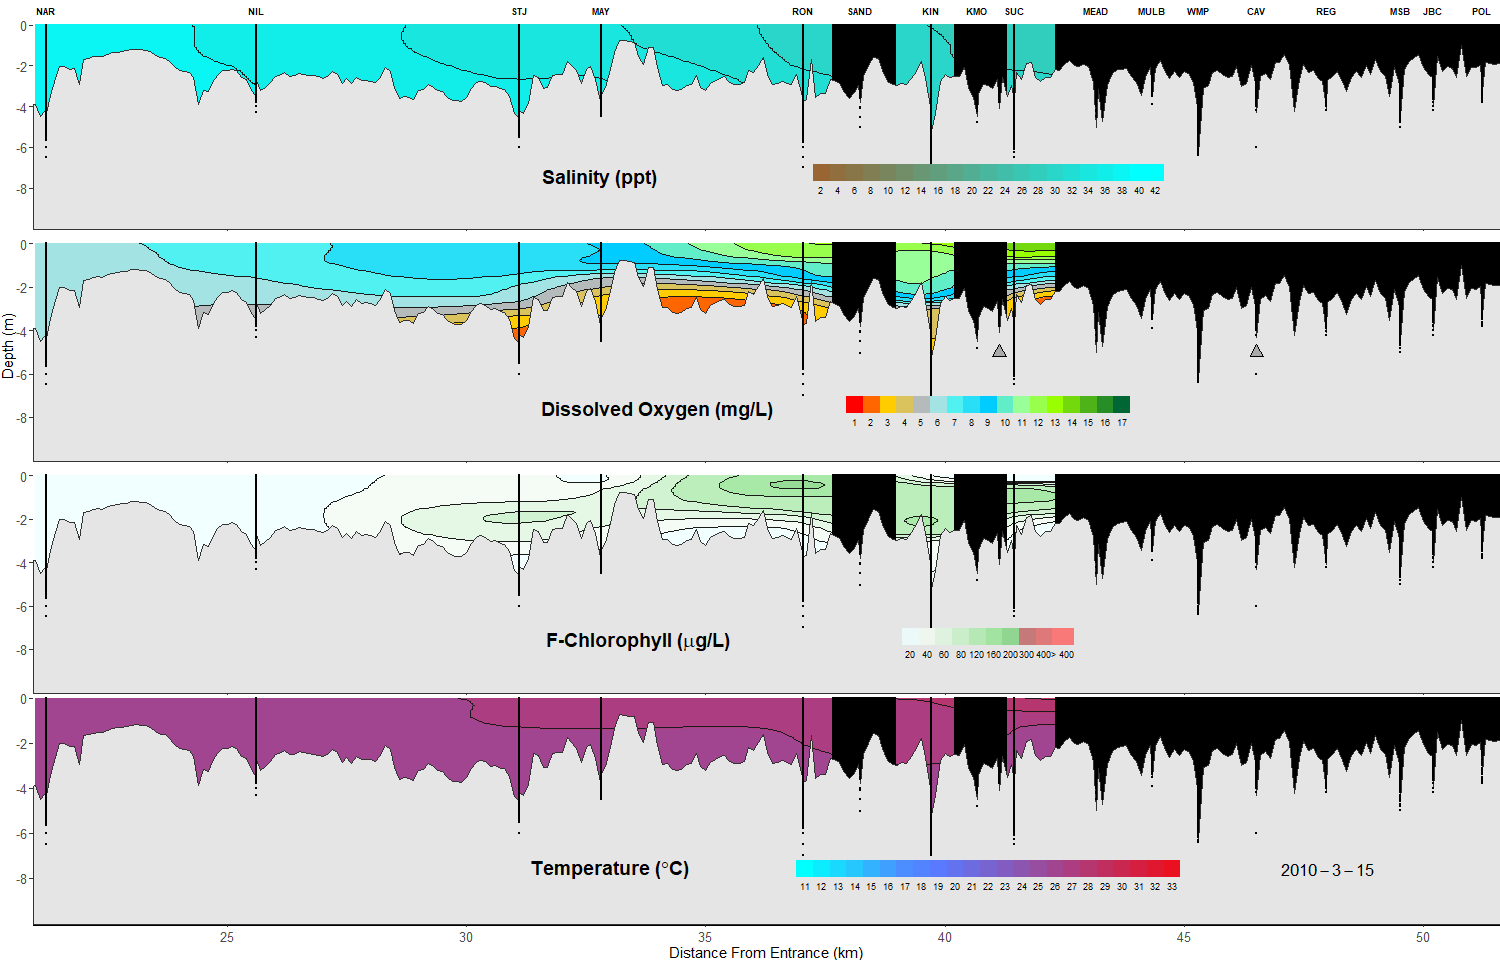 NAR NIL STJ MAY RON SAND KIN KMO SUC MEAD MULB WMP CAV REG MSB JBC POL
0
-2
-4
-6
-8
Salinity (ppt)
2 4 6 8 10 12 14 16 18 20 22 24 26 28 30 32 34 36 38 40 42
0
-2
-4
-6
-8
Depth (m)
Dissolved Oxygen (mg/L)
1 2 3 4 5 6 7 8 9 10 11 12 13 14 15 16 17
0
-2
-4
-6
-8
F-Chlorophyll (μg/L)
20 40 60 80 120 160 200 300 400> 400
0
-2
-4
-6
-8
Temperature (°C)
11 12 13 14 15 16 17 18 19 20 21 22 23 24 25 26 27 28 29 30 31 32 33
2010 – 3 – 15
25 30 35 40 45 50
Distance From Entrance (km)